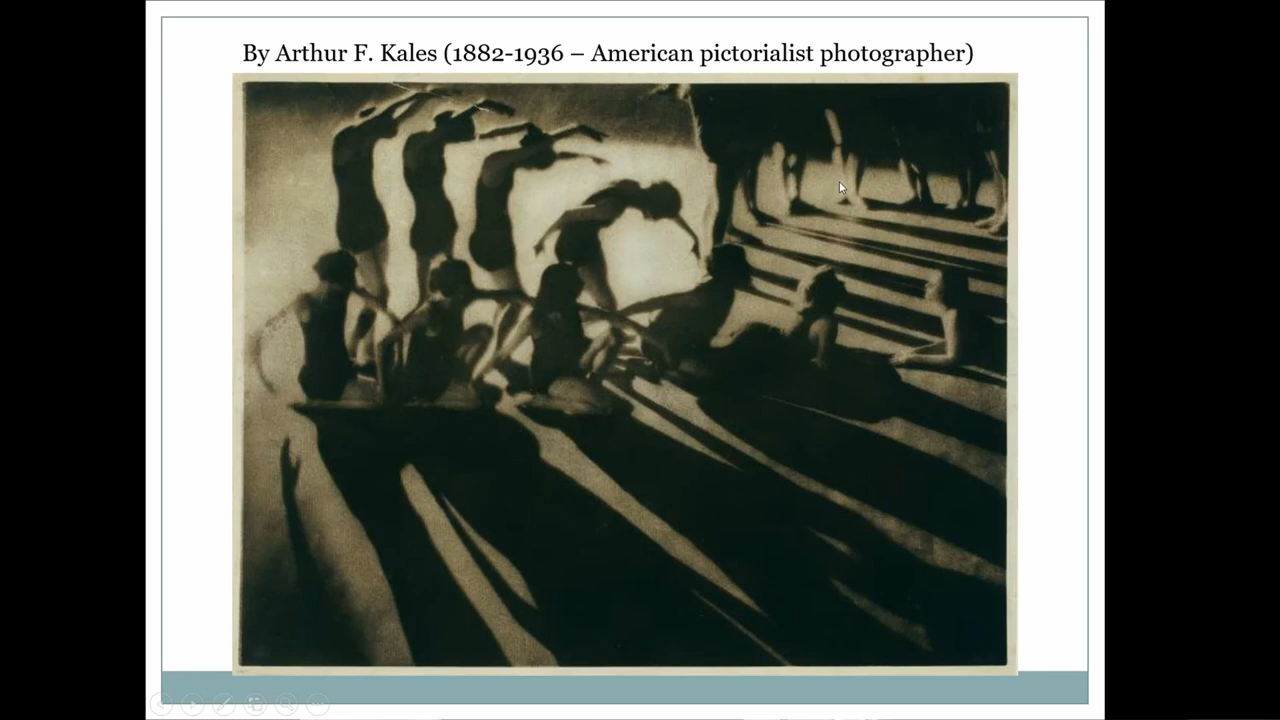 By Arthur F. Kales (1882-1936 – American pictorialist photographer)